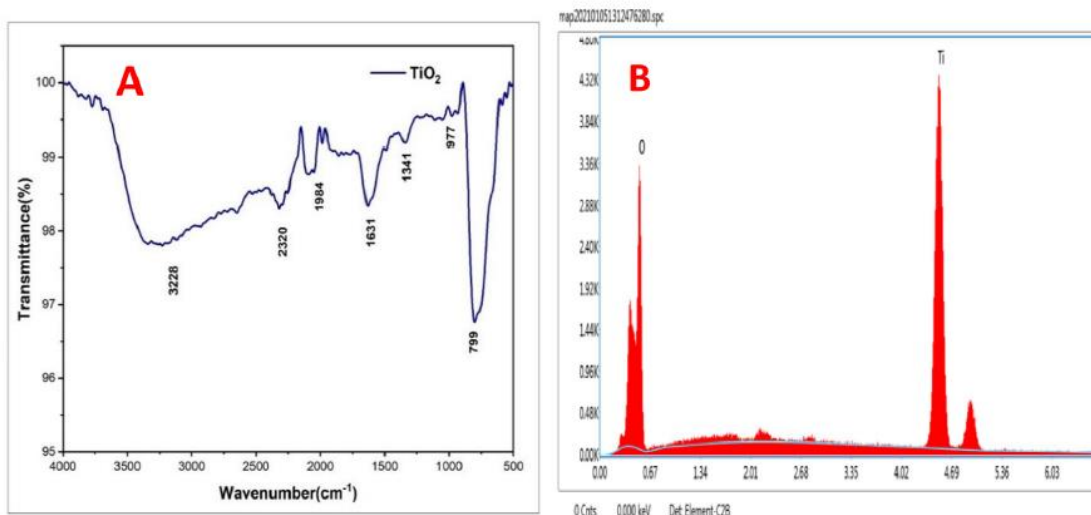 A
TiO2
Transmittance(%)
100
99
98
97
96
95
3228
2320
1984
1631
1341
977
799
4000 3500 3000 2500 2000 1500 1000 500
Wavenumber(cm-1)
map20210105131247 6280.spc
B
4.80K
4.32K
3.84K
3.36K
2.88K
2.40K
1.92K
1.44K
0.96K
0.48K
0.00K
O
Ti
0.00 0.67 1.34 2.01 2.68 3.35 4.02 4.69 5.36 6.03
0 Cnts 0.000 keV Det: Element-C2B